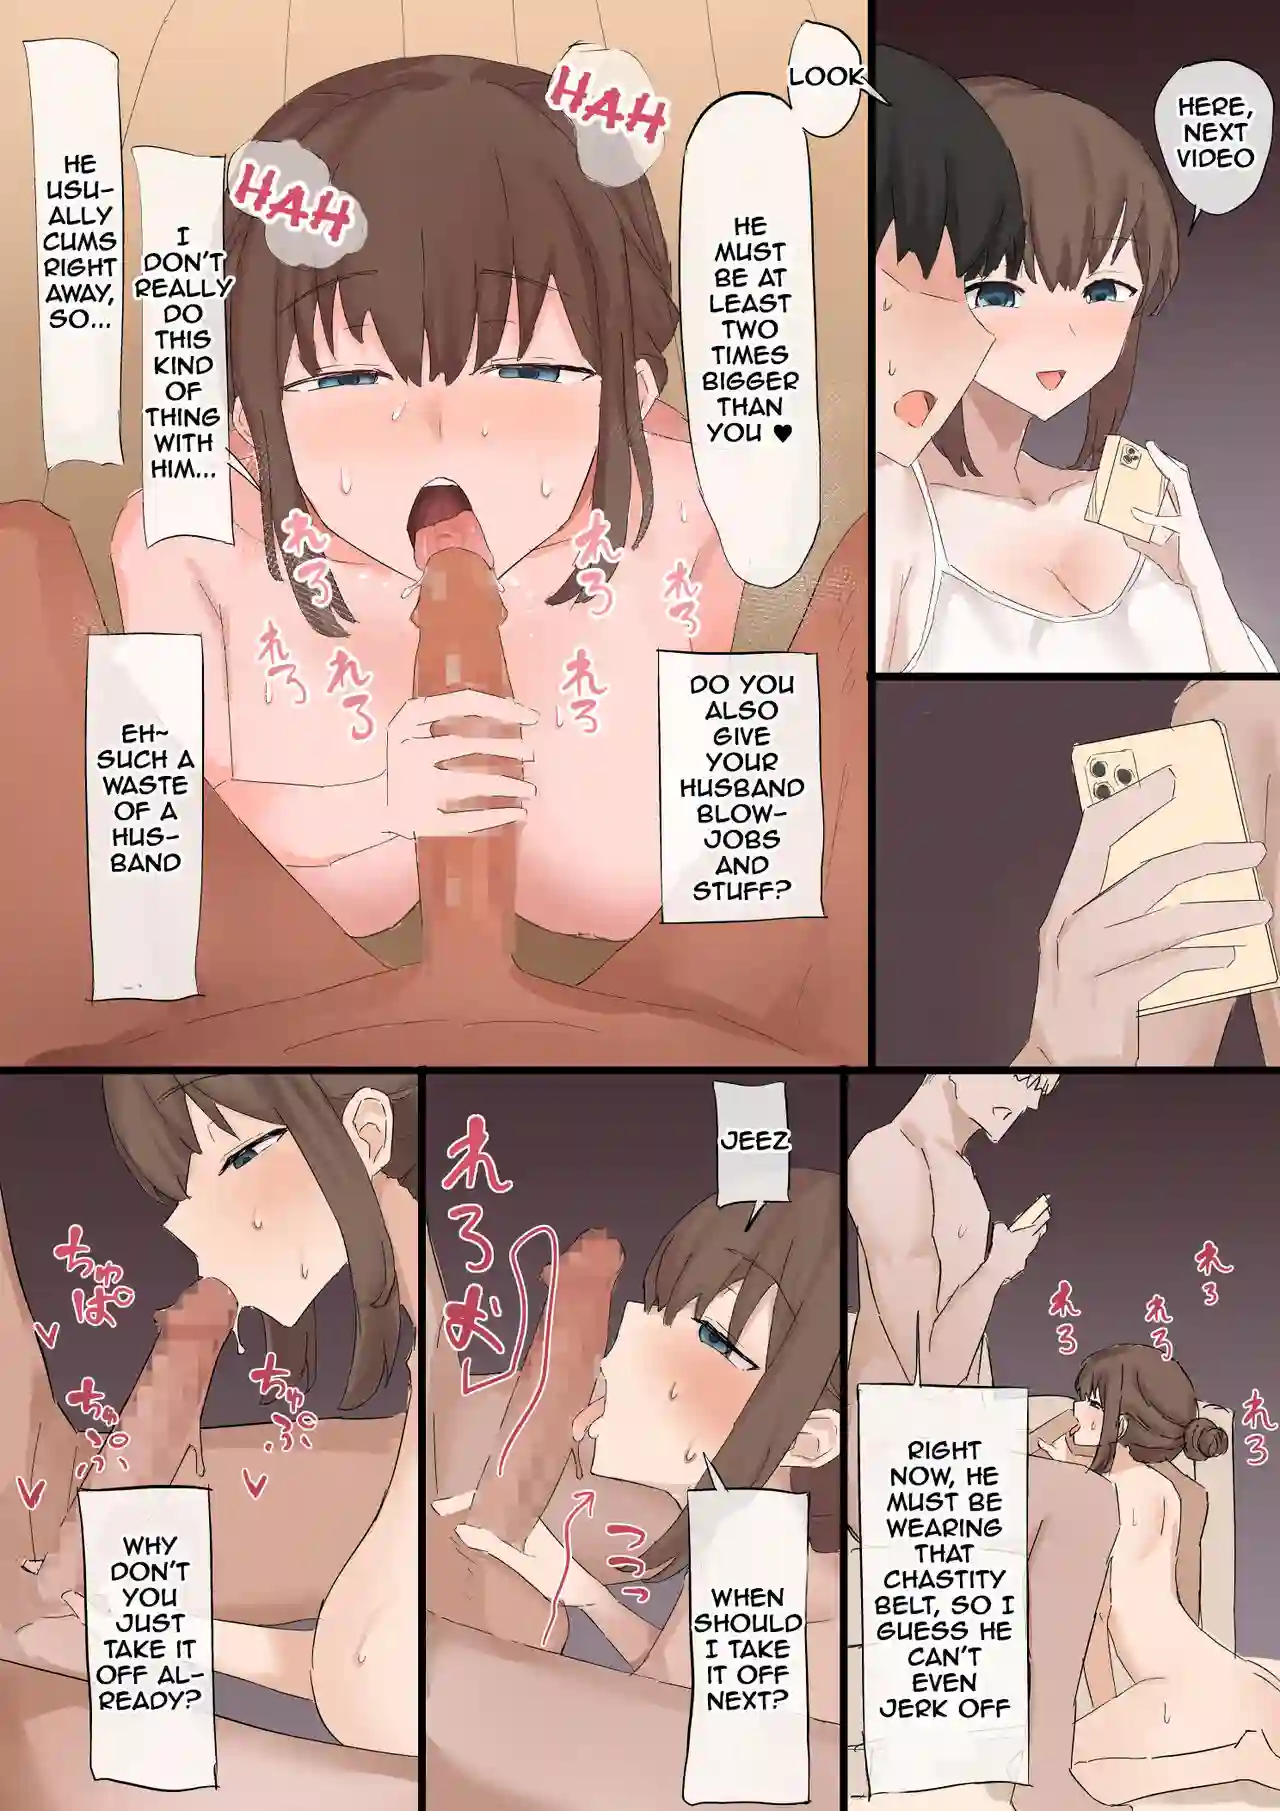 HERE,
NEXT
VIDEO
LOOK
HE
MUST
BE AT
LEAST
TWO
TIMES
BIGGER
THAN
YOU ♥
HAH
HAH
DO YOU
ALSO
GIVE
YOUR
HUSBAND
BLOW-
JOBS
AND
STUFF?
I
DON'T
REALLY
DO
THIS
KIND
OF
THING
WITH
HIM...
HE
USU-
ALLY
CUMS
RIGHT
AWAY,
SO...
EH~
SUCH A
WASTE
OF A
HUS-
BAND
れろ
れろ
れろ
れろ
れろ
れろ
RIGHT
NOW, HE
MUST BE
WEARING
THAT
CHASTITY
BELT, SO I
GUESS HE
CAN'T
EVEN
JERK OFF
れろ
れろ
れろ
れろ
JEEZ
れろお
つつつ
WHEN
SHOULD
I TAKE
IT OFF
NEXT?
ちゅぱ°
ちゅぷ°
ちゅぷ°
WHY
DON'T
YOU
JUST
TAKE IT
OFF AL-
READY?